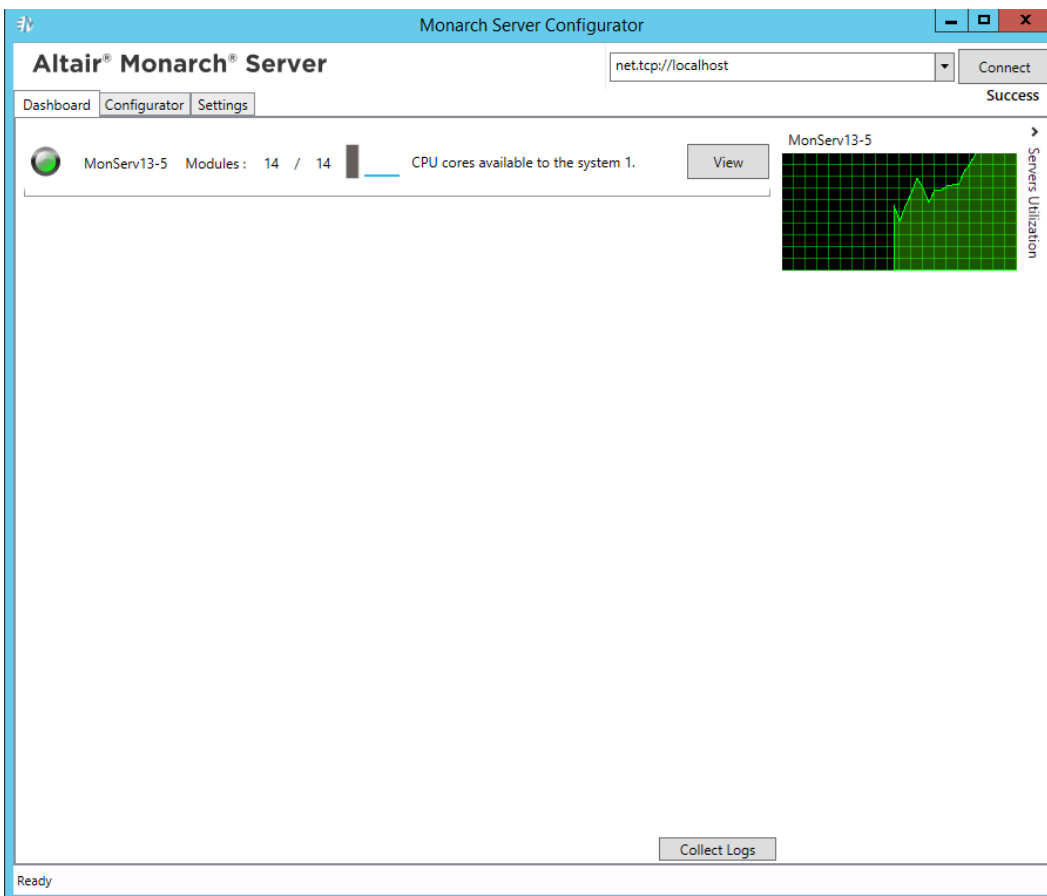 Monarch Server Configurator
Altair® Monarch® Server
net.tcp://localhost
Connect
Success
Dashboard Configurator Settings
MonServ13-5 Modules : 14 / 14 CPU cores available to the system 1. View
MonServ13-5
Servers Utilization
Collect Logs
Ready